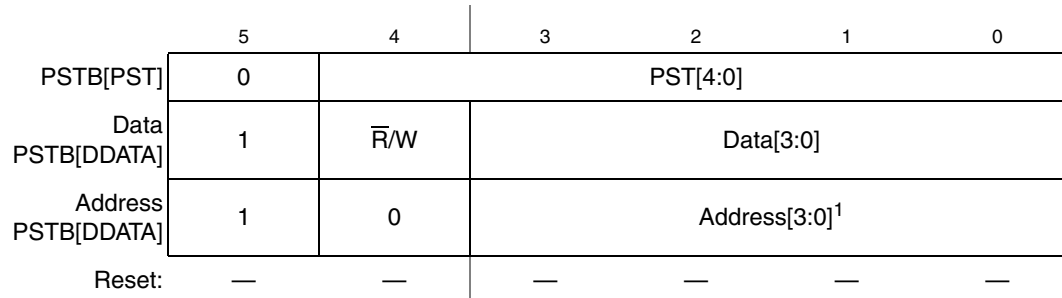 5 4 3 2 1 0
PSTB[PST] 0 PST[4:0]
Data
PSTB[DDATA] 1 R̅/W Data[3:0]
Address
PSTB[DDATA] 1 0 Address[3:0]1
Reset: — — — — — —